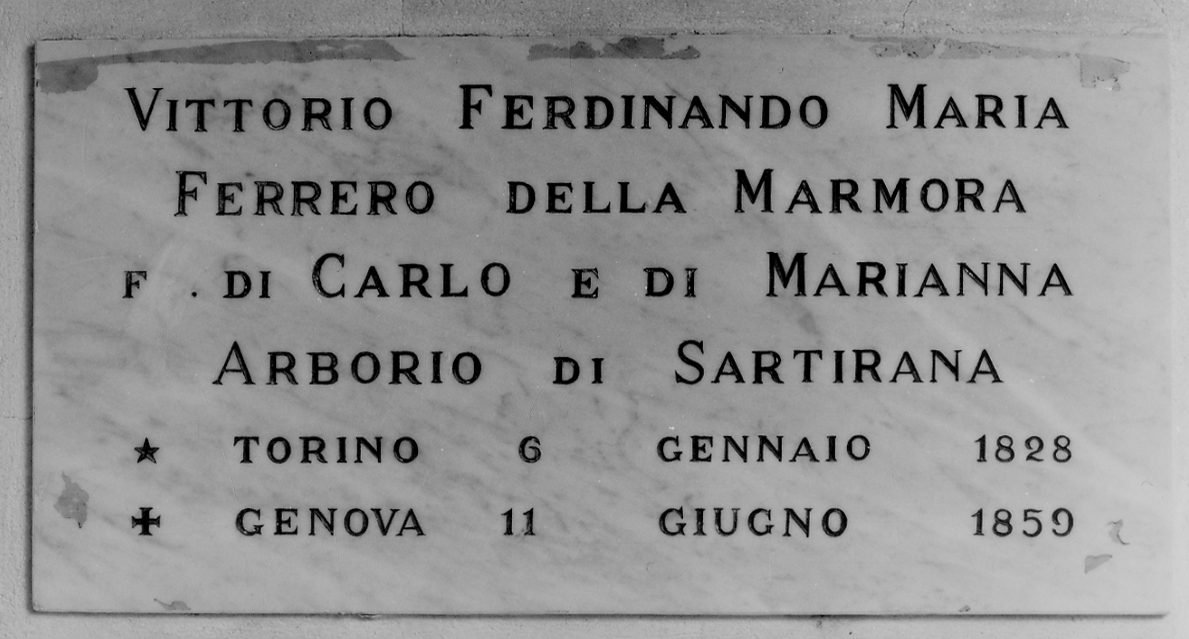 Vittorio Ferdinando Maria
Ferrero della Marmora
f . di Carlo e di Marianna
Arborio di Sartirana
★ Torino 6 gennaio 1828
✠ Genova 11 giugno 1859